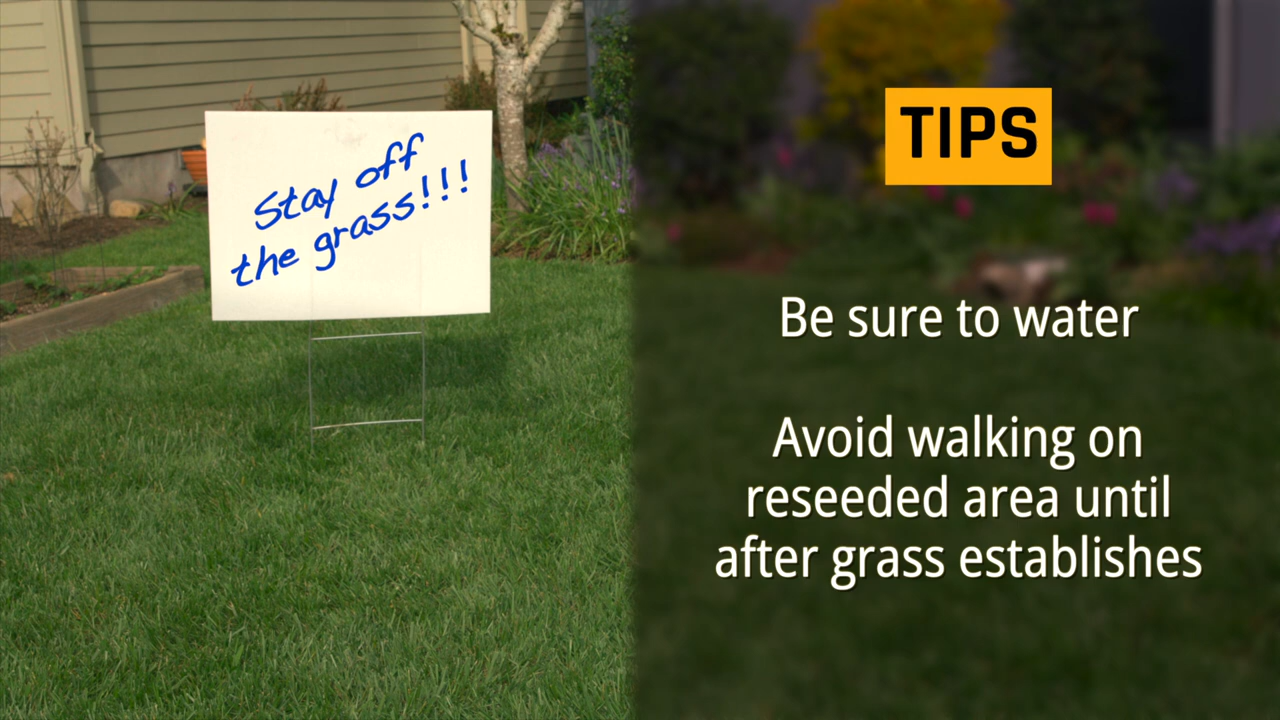 Stay off
the grass!!!
TIPS
Be sure to water
Avoid walking on
reseeded area until
after grass establishes